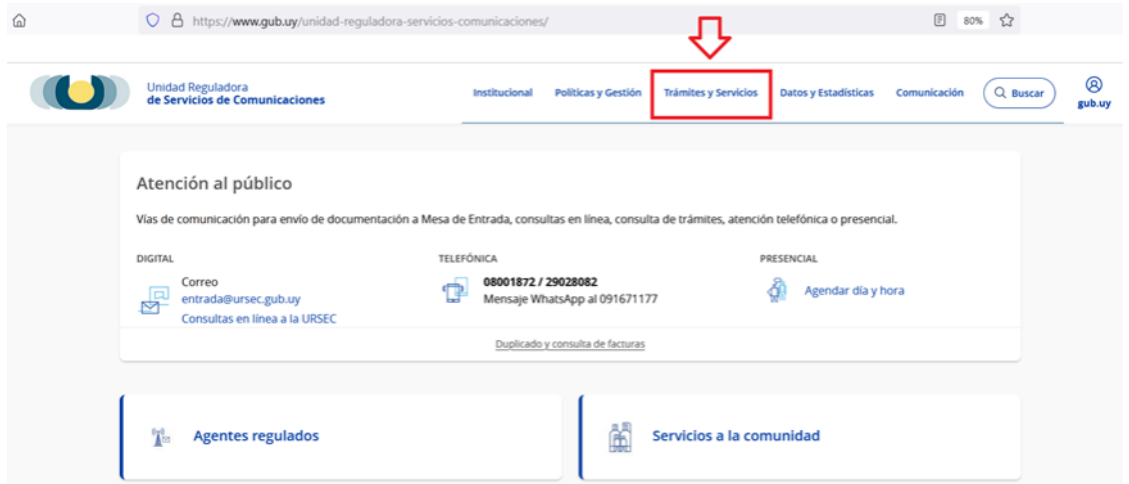 https://www.gub.uy/unidad-reguladora-servicios-comunicaciones/
80%
Unidad Reguladora
de Servicios de Comunicaciones
Institucional
Políticas y Gestión
Trámites y Servicios
Datos y Estadísticas
Comunicación
Buscar
gub.uy
Atención al público
Vías de comunicación para envío de documentación a Mesa de Entrada, consultas en línea, consulta de trámites, atención telefónica o presencial.
DIGITAL
Correo
entrada@ursec.gub.uy
Consultas en línea a la URSEC
TELEFÓNICA
08001872 / 29028082
Mensaje WhatsApp al 091671177
PRESENCIAL
Agendar día y hora
Duplicado y consulta de facturas
Agentes regulados
Servicios a la comunidad